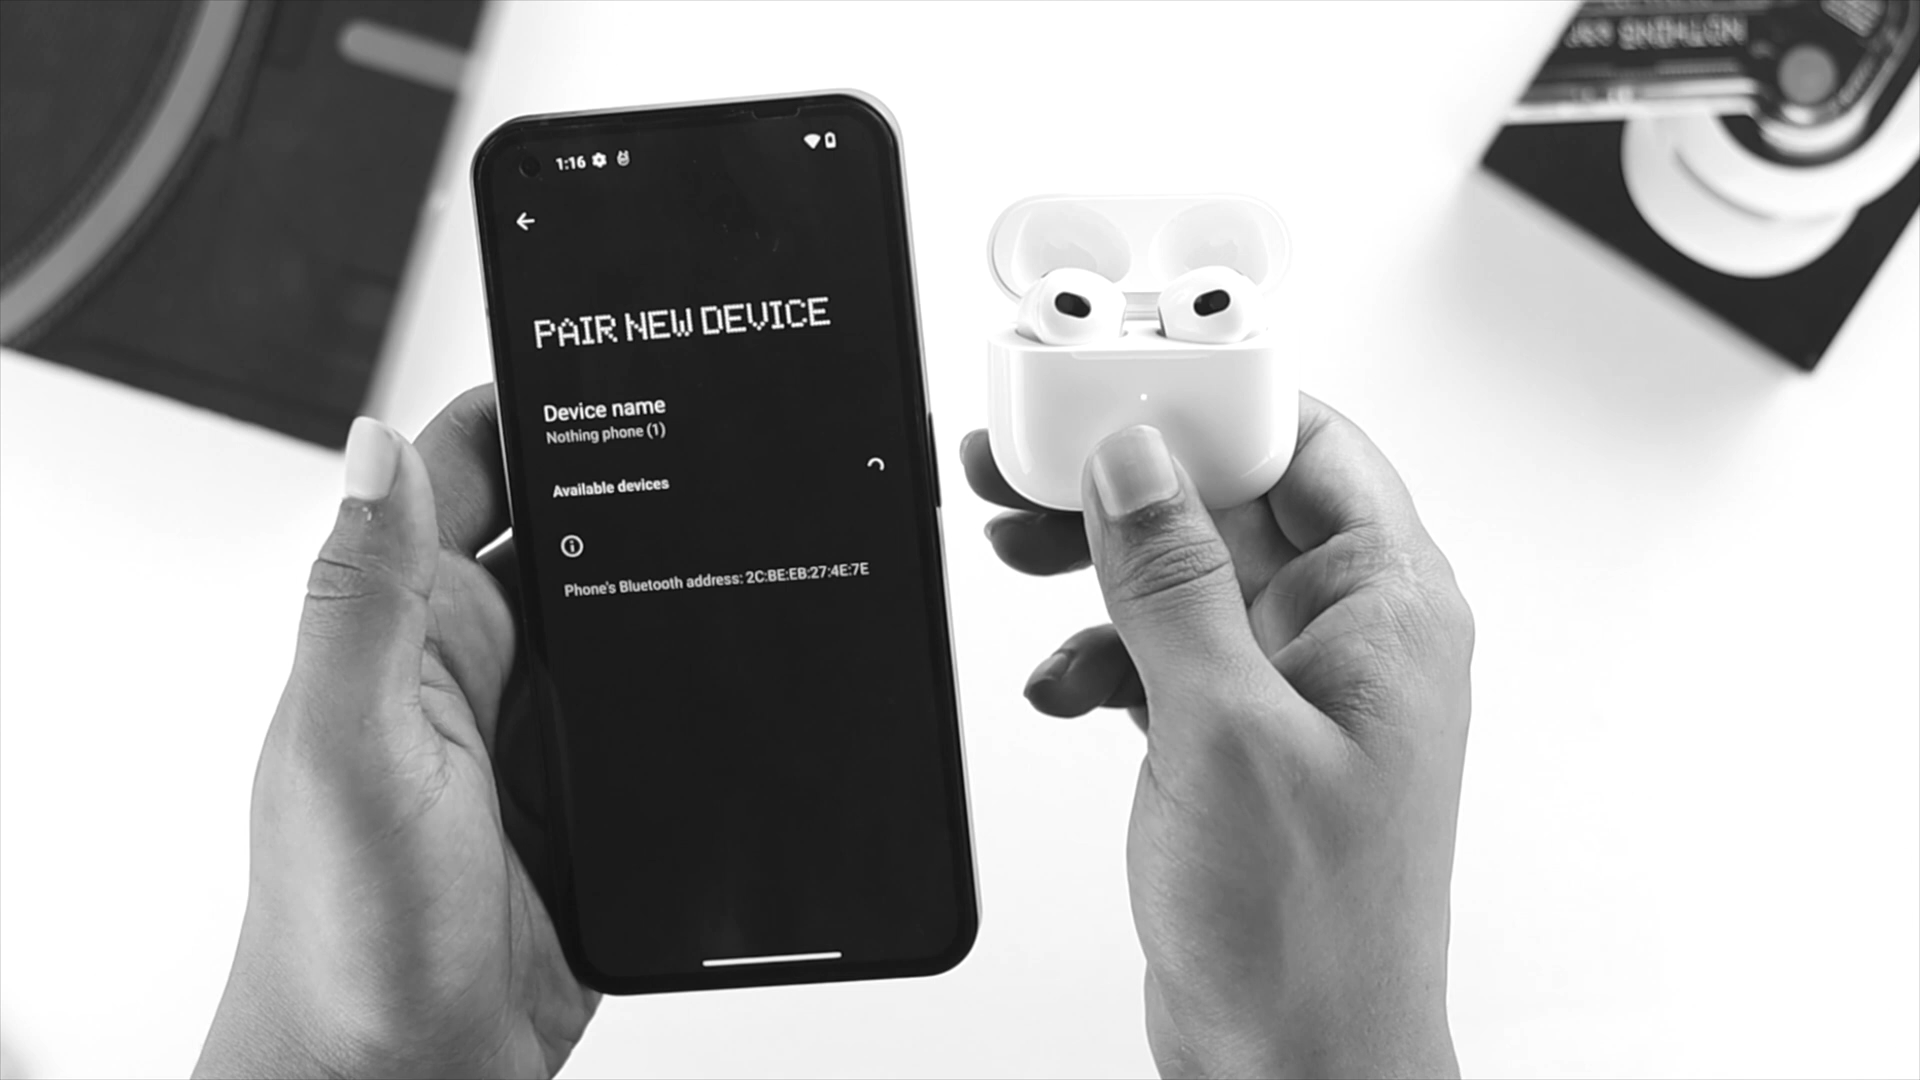 1:16
PAIR NEW DEVICE
Device name
Nothing phone (1)
Available devices
Phone's Bluetooth address: 2C:BE:EB:27:4E:7E